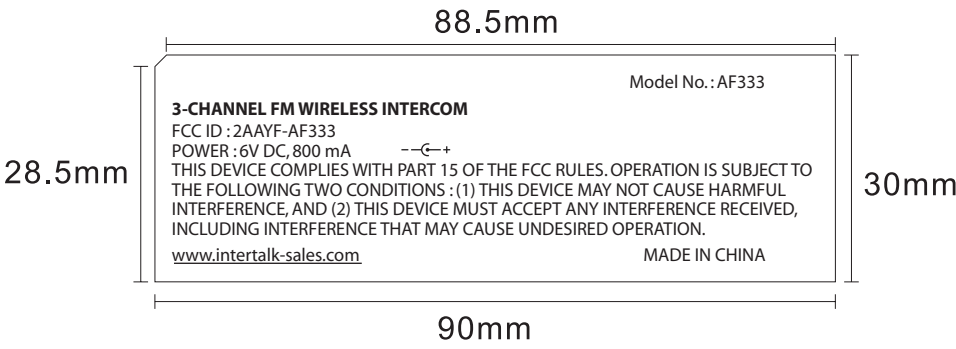 88.5mm
Model No.: AF333
3-CHANNEL FM WIRELESS INTERCOM
FCC ID : 2AAYF-AF333
POWER : 6V DC, 800 mA
THIS DEVICE COMPLIES WITH PART 15 OF THE FCC RULES. OPERATION IS SUBJECT TO
THE FOLLOWING TWO CONDITIONS : (1) THIS DEVICE MAY NOT CAUSE HARMFUL
INTERFERENCE, AND (2) THIS DEVICE MUST ACCEPT ANY INTERFERENCE RECEIVED,
INCLUDING INTERFERENCE THAT MAY CAUSE UNDESIRED OPERATION.
www.intertalk-sales.com MADE IN CHINA
28.5mm
30mm
90mm